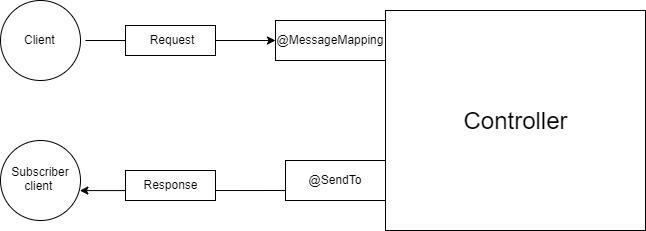 Client
Request
@MessageMapping
Controller
Subscriber
client
Response
@SendTo